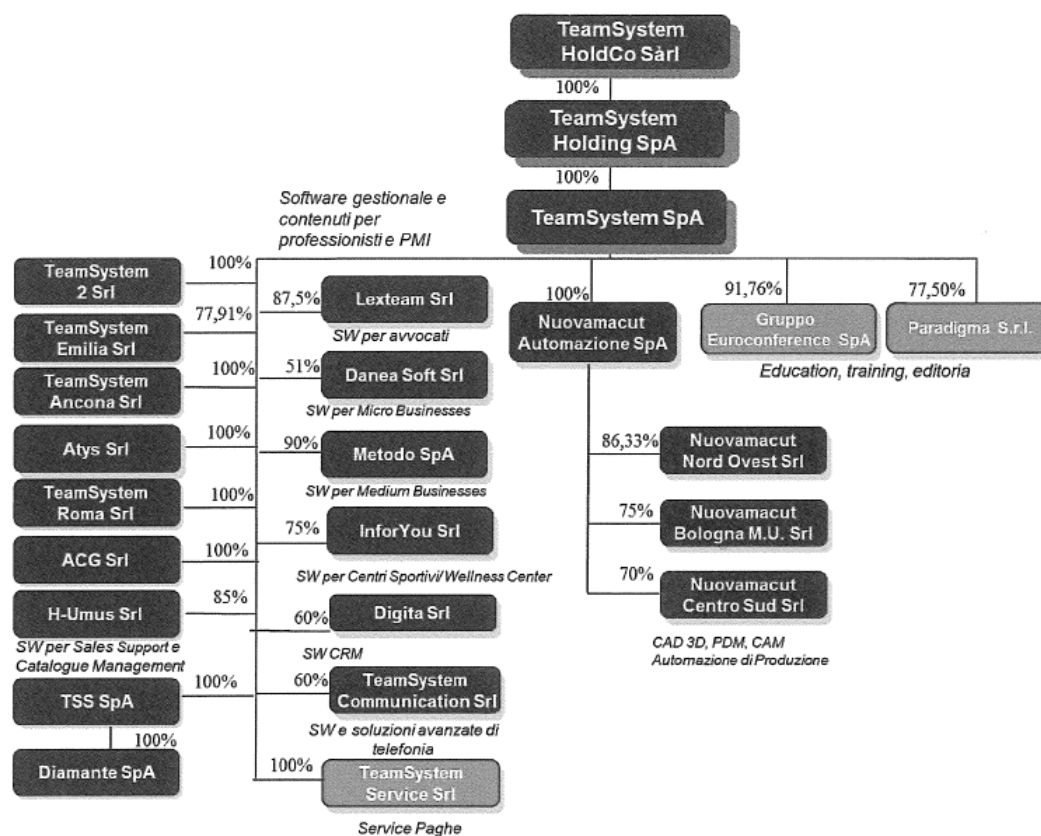 TeamSystem
HoldCo Sàrl
100%
TeamSystem
Holding SpA
100%
TeamSystem SpA
Software gestionale e
contenuti per
professionisti e PMI
TeamSystem
2 Srl
100%
TeamSystem
Emilia Srl
77,91%
TeamSystem
Ancona Srl
100%
Atys Srl
100%
TeamSystem
Roma Srl
100%
ACG Srl
100%
H-Umus Srl
85%
SW per Sales Support e
Catalogue Management
TSS SpA
100%
100%
Diamante SpA
87,5%
Lexteam Srl
SW per avvocati
51%
Danea Soft Srl
SW per Micro Businesses
90%
Metodo SpA
SW per Medium Businesses
75%
InforYou Srl
SW per Centri Sportivi/Wellness Center
60%
Digita Srl
SW CRM
60%
TeamSystem
Communication Srl
SW e soluzioni avanzate di
telefonia
100%
TeamSystem
Service Srl
Service Paghe
100%
Nuovamacut
Automazione SpA
86,33%
Nuovamacut
Nord Ovest Srl
75%
Nuovamacut
Bologna M.U. Srl
70%
Nuovamacut
Centro Sud Srl
CAD 3D, PDM, CAM
Automazione di Produzione
91,76%
Gruppo
Euroconference SpA
77,50%
Paradigma S.r.l.
Education, training, editoria